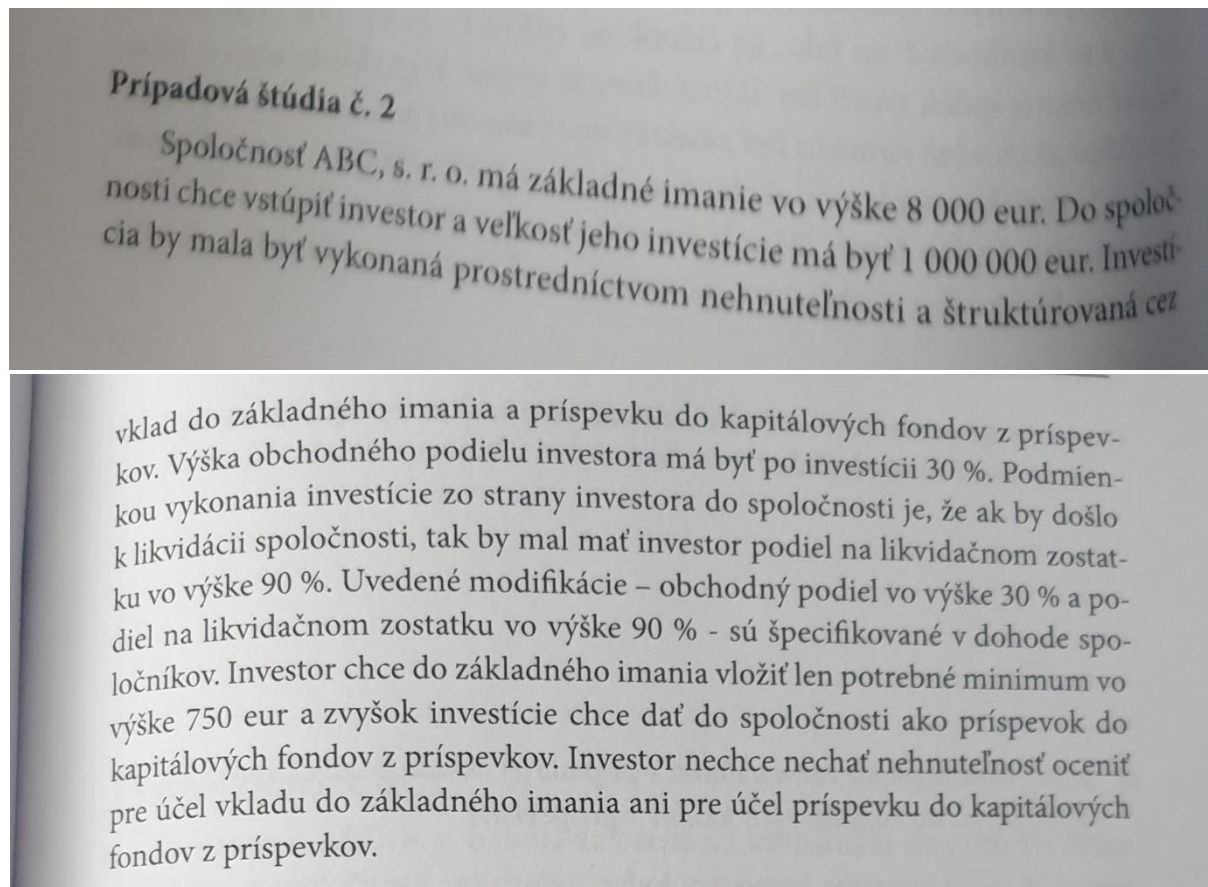 Prípadová štúdia č. 2
Spoločnosť ABC, s. r. o. má základné imanie vo výške 8 000 eur. Do spoloč-
nosti chce vstúpiť investor a veľkosť jeho investície má byť 1 000 000 eur. Investí-
cia by mala byť vykonaná prostredníctvom nehnuteľnosti a štruktúrovaná cez
vklad do základného imania a príspevku do kapitálových fondov z príspev-
kov. Výška obchodného podielu investora má byť po investícii 30 %. Podmien-
kou vykonania investície zo strany investora do spoločnosti je, že ak by došlo
k likvidácii spoločnosti, tak by mal mať investor podiel na likvidačnom zostat-
ku vo výške 90 %. Uvedené modifikácie – obchodný podiel vo výške 30 % a po-
diel na likvidačnom zostatku vo výške 90 % - sú špecifikované v dohode spo-
ločníkov. Investor chce do základného imania vložiť len potrebné minimum vo
výške 750 eur a zvyšok investície chce dať do spoločnosti ako príspevok do
kapitálových fondov z príspevkov. Investor nechce nechať nehnuteľnosť oceniť
pre účel vkladu do základného imania ani pre účel príspevku do kapitálových
fondov z príspevkov.